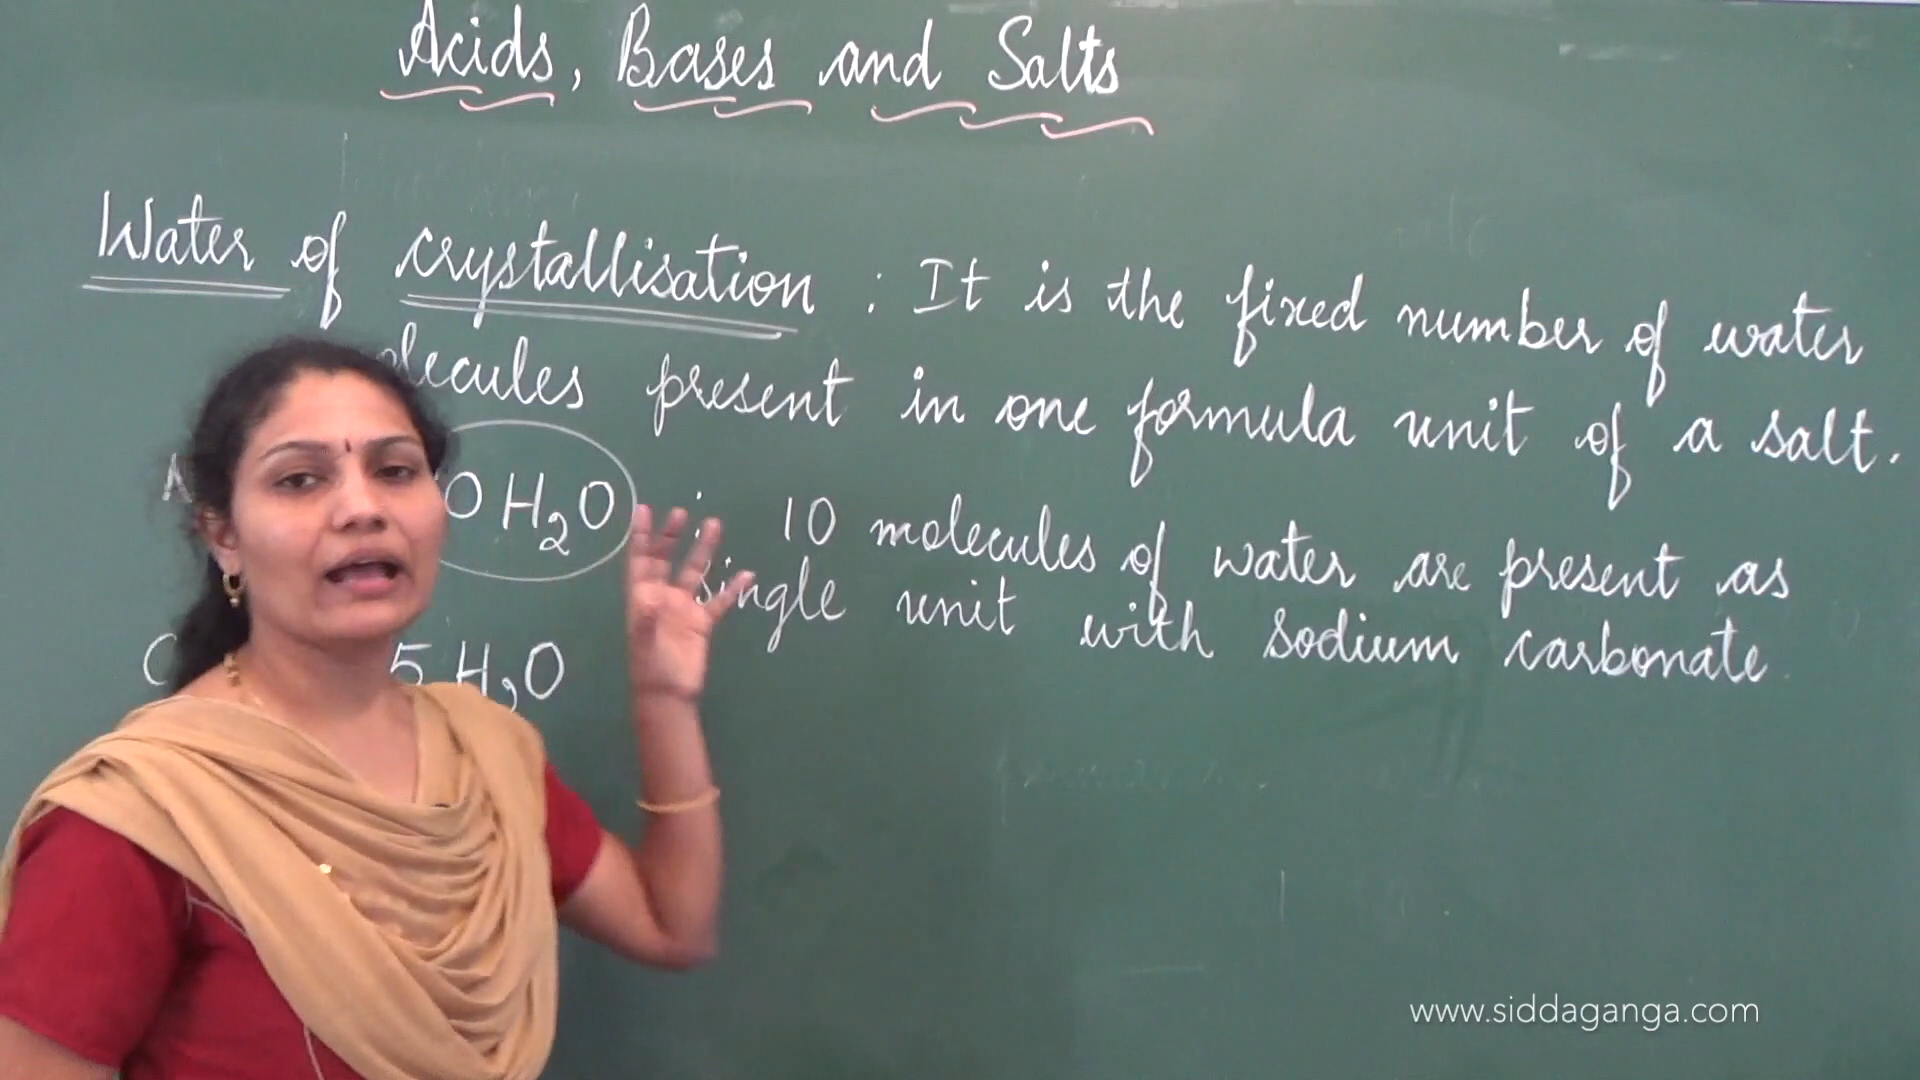 Acids, Bases and Salts
Water of crystallisation : It is the fixed number of water
present in one formula unit of a salt.
H2O : 10 molecules of water are present as
single unit with sodium carbonate.
5 H2O
www.siddaganga.com